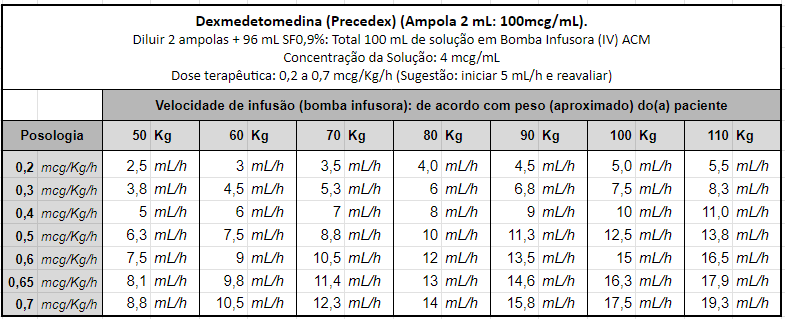 Dexmedetomedina (Precedex) (Ampola 2 mL: 100mcg/mL).
Diluir 2 ampolas + 96 mL SF0,9%: Total 100 mL de solução em Bomba Infusora (IV) ACM
Concentração da Solução: 4 mcg/mL
Dose terapêutica: 0,2 a 0,7 mcg/Kg/h (Sugestão: iniciar 5 mL/h e reavaliar)
Velocidade de infusão (bomba infusora): de acordo com peso (aproximado) do(a) paciente
Posologia 50 Kg 60 Kg 70 Kg 80 Kg 90 Kg 100 Kg 110 Kg
0,2 mcg/Kg/h 2,5 mL/h 3 mL/h 3,5 mL/h 4,0 mL/h 4,5 mL/h 5,0 mL/h 5,5 mL/h
0,3 mcg/Kg/h 3,8 mL/h 4,5 mL/h 5,3 mL/h 6 mL/h 6,8 mL/h 7,5 mL/h 8,3 mL/h
0,4 mcg/Kg/h 5 mL/h 6 mL/h 7 mL/h 8 mL/h 9 mL/h 10 mL/h 11,0 mL/h
0,5 mcg/Kg/h 6,3 mL/h 7,5 mL/h 8,8 mL/h 10 mL/h 11,3 mL/h 12,5 mL/h 13,8 mL/h
0,6 mcg/Kg/h 7,5 mL/h 9 mL/h 10,5 mL/h 12 mL/h 13,5 mL/h 15 mL/h 16,5 mL/h
0,65 mcg/Kg/h 8,1 mL/h 9,8 mL/h 11,4 mL/h 13 mL/h 14,6 mL/h 16,3 mL/h 17,9 mL/h
0,7 mcg/Kg/h 8,8 mL/h 10,5 mL/h 12,3 mL/h 14 mL/h 15,8 mL/h 17,5 mL/h 19,3 mL/h